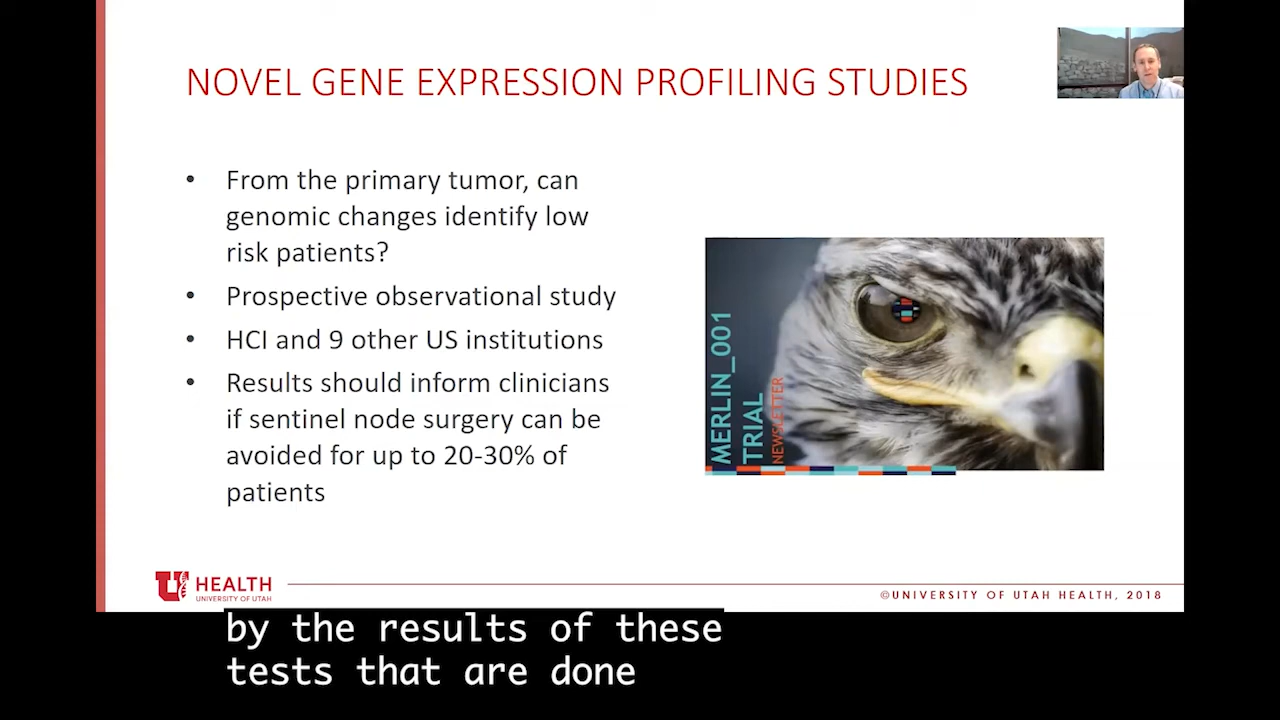 NOVEL GENE EXPRESSION PROFILING STUDIES
• From the primary tumor, can
genomic changes identify low
risk patients?
• Prospective observational study
• HCI and 9 other US institutions
• Results should inform clinicians
if sentinel node surgery can be
avoided for up to 20-30% of
patients
MERLIN_001
TRIAL
NEWSLETTER
U HEALTH
UNIVERSITY OF UTAH
©UNIVERSITY OF UTAH HEALTH, 2018
by the results of these
tests that are done